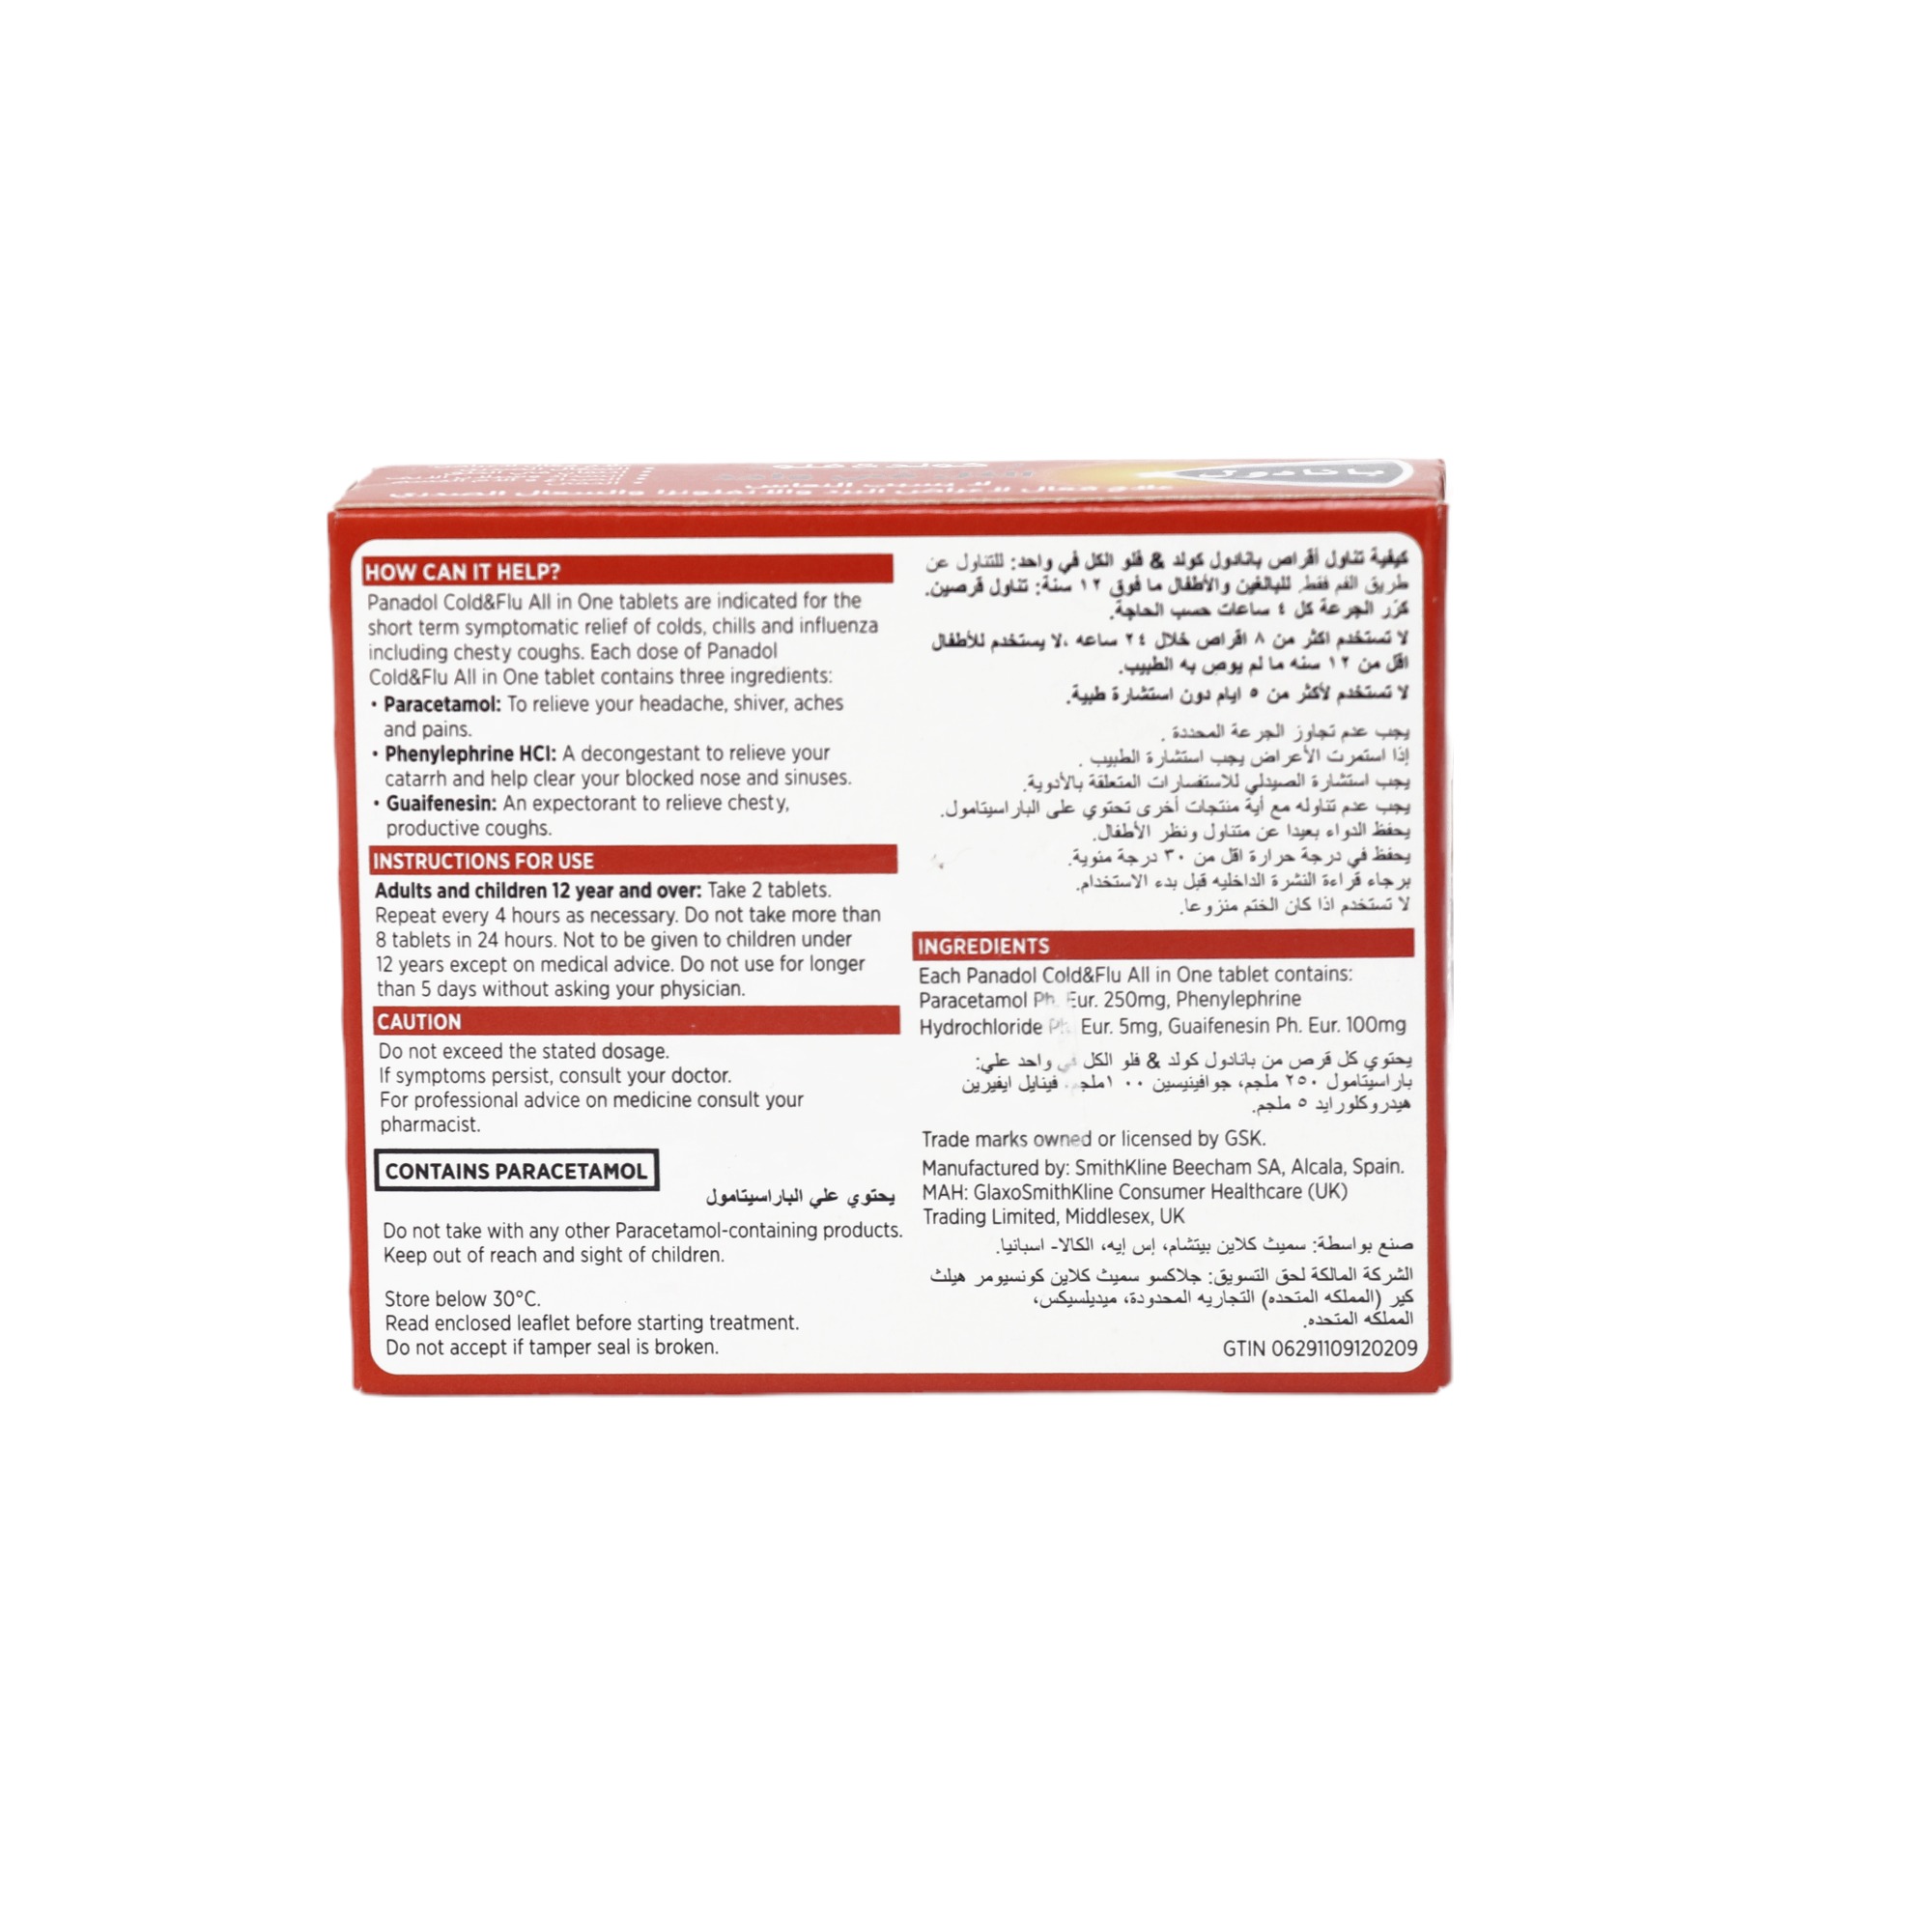 بانادول
كولد & فلو
لا يسبب النعاس
HOW CAN IT HELP?
Panadol Cold&Flu All in One tablets are indicated for the
short term symptomatic relief of colds, chills and influenza
including chesty coughs. Each dose of Panadol
Cold&Flu All in One tablet contains three ingredients:
• Paracetamol: To relieve your headache, shiver, aches
and pains.
• Phenylephrine HCl: A decongestant to relieve your
catarrh and help clear your blocked nose and sinuses.
• Guaifenesin: An expectorant to relieve chesty,
productive coughs.
INSTRUCTIONS FOR USE
Adults and children 12 year and over: Take 2 tablets.
Repeat every 4 hours as necessary. Do not take more than
8 tablets in 24 hours. Not to be given to children under
12 years except on medical advice. Do not use for longer
than 5 days without asking your physician.
CAUTION
Do not exceed the stated dosage.
If symptoms persist, consult your doctor.
For professional advice on medicine consult your
pharmacist.
CONTAINS PARACETAMOL
يحتوي علي الباراسيتامول
Do not take with any other Paracetamol-containing products.
Keep out of reach and sight of children.
Store below 30°C.
Read enclosed leaflet before starting treatment.
Do not accept if tamper seal is broken.
كيفية تناول أقراص بانادول كولد & فلو الكل في واحد: للتناول عن
طريق الفم فقط. للبالغين والأطفال ما فوق ١٢ سنة: تناول قرصين.
كرّر الجرعة كل ٤ ساعات حسب الحاجة.
لا تستخدم اكثر من ٨ اقراص خلال ٢٤ ساعه ،لا يستخدم للأطفال
اقل من ١٢ سنه ما لم يوص به الطبيب.
لا تستخدم لأكثر من ٥ ايام دون استشارة طبية.
يجب عدم تجاوز الجرعة المحددة .
إذا استمرت الأعراض يجب استشارة الطبيب .
يجب استشارة الصيدلي للاستفسارات المتعلقة بالأدوية.
يجب عدم تناوله مع أية منتجات أخرى تحتوي على الباراسيتامول.
يحفظ الدواء بعيدا عن متناول ونظر الأطفال.
يحفظ في درجة حرارة اقل من ٣٠ درجة مئوية.
برجاء قراءة النشرة الداخليه قبل بدء الاستخدام.
لا تستخدم اذا كان الختم منزوعا.
INGREDIENTS
Each Panadol Cold&Flu All in One tablet contains:
Paracetamol Ph. Eur. 250mg, Phenylephrine
Hydrochloride Ph. Eur. 5mg, Guaifenesin Ph. Eur. 100mg
يحتوي كل قرص من بانادول كولد & فلو الكل في واحد علي:
باراسيتامول ٢٥٠ ملجم، جوافينيسين ١٠٠ملجم، فينايل ايفيرين
هيدروكلورايد ٥ ملجم.
Trade marks owned or licensed by GSK.
Manufactured by: SmithKline Beecham SA, Alcala, Spain.
MAH: GlaxoSmithKline Consumer Healthcare (UK)
Trading Limited, Middlesex, UK
صنع بواسطة: سميث كلاين بيتشام، إس إيه، الكالا- اسبانيا.
الشركة المالكة لحق التسويق: جلاكسو سميث كلاين كونسيومر هيلث
كير (المملكه المتحده) التجاريه المحدودة، ميديلسيكس،
المملكه المتحده.
GTIN 06291109120209